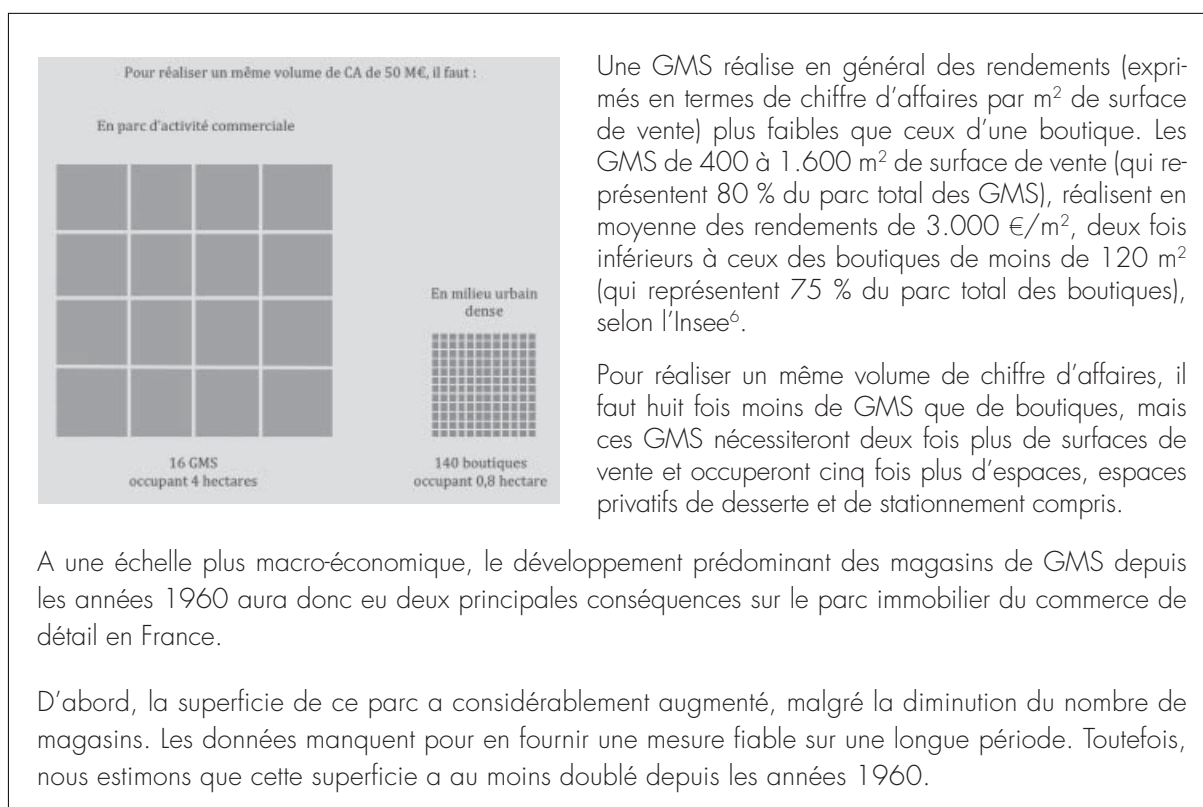 Pour réaliser un même volume de CA de 50 M€, il faut :
En parc d'activité commerciale
16 GMS
occupant 4 hectares
En milieu urbain
dense
140 boutiques
occupant 0,8 hectare
Une GMS réalise en général des rendements (expri-
més en termes de chiffre d'affaires par m² de surface
de vente) plus faibles que ceux d'une boutique. Les
GMS de 400 à 1.600 m² de surface de vente (qui re-
présentent 80 % du parc total des GMS), réalisent en
moyenne des rendements de 3.000 €/m², deux fois
inférieurs à ceux des boutiques de moins de 120 m²
(qui représentent 75 % du parc total des boutiques),
selon l'Insee⁶.
Pour réaliser un même volume de chiffre d'affaires, il
faut huit fois moins de GMS que de boutiques, mais
ces GMS nécessiteront deux fois plus de surfaces de
vente et occuperont cinq fois plus d'espaces, espaces
privatifs de desserte et de stationnement compris.
A une échelle plus macro-économique, le développement prédominant des magasins de GMS depuis
les années 1960 aura donc eu deux principales conséquences sur le parc immobilier du commerce de
détail en France.
D'abord, la superficie de ce parc a considérablement augmenté, malgré la diminution du nombre de
magasins. Les données manquent pour en fournir une mesure fiable sur une longue période. Toutefois,
nous estimons que cette superficie a au moins doublé depuis les années 1960.